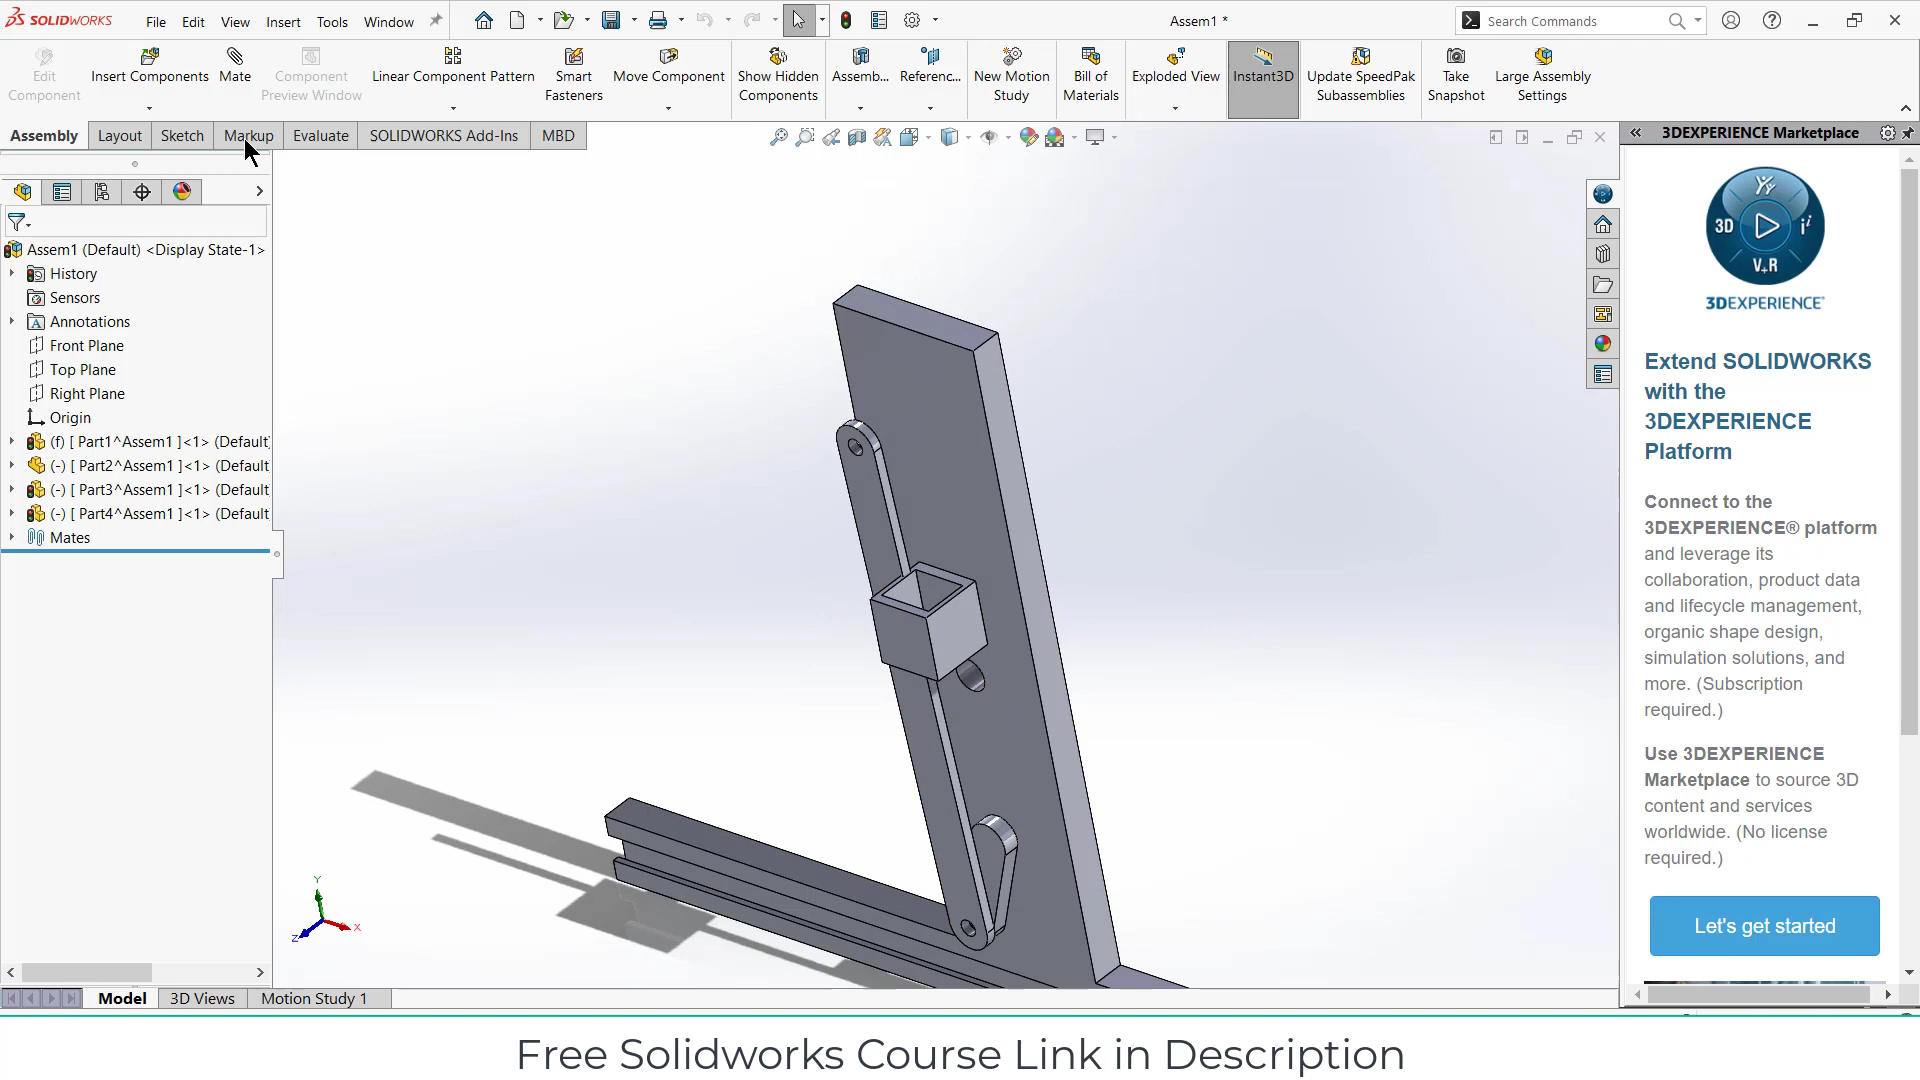 SOLIDWORKS File Edit View Insert Tools Window Assem1 * Search Commands
Edit Component
Insert Components
Mate
Component Preview Window
Linear Component Pattern
Smart Fasteners
Move Component
Show Hidden Components
Assemb...
Referenc...
New Motion Study
Bill of Materials
Exploded View
Instant3D
Update SpeedPak Subassemblies
Take Snapshot
Large Assembly Settings
Assembly Layout Sketch Markup Evaluate SOLIDWORKS Add-Ins MBD
3DEXPERIENCE Marketplace
Assem1 (Default) <Display State-1>
History
Sensors
Annotations
Front Plane
Top Plane
Right Plane
Origin
(f) [ Part1^Assem1 ]<1> (Default
(-) [ Part2^Assem1 ]<1> (Default
(-) [ Part3^Assem1 ]<1> (Default
(-) [ Part4^Assem1 ]<1> (Default
Mates
Y
X
Z
3D
V+R
3DEXPERIENCE®
Extend SOLIDWORKS
with the
3DEXPERIENCE
Platform
Connect to the
3DEXPERIENCE® platform
and leverage its
collaboration, product data
and lifecycle management,
organic shape design,
simulation solutions, and
more. (Subscription
required.)
Use 3DEXPERIENCE
Marketplace to source 3D
content and services
worldwide. (No license
required.)
Let's get started
Model 3D Views Motion Study 1
Free Solidworks Course Link in Description